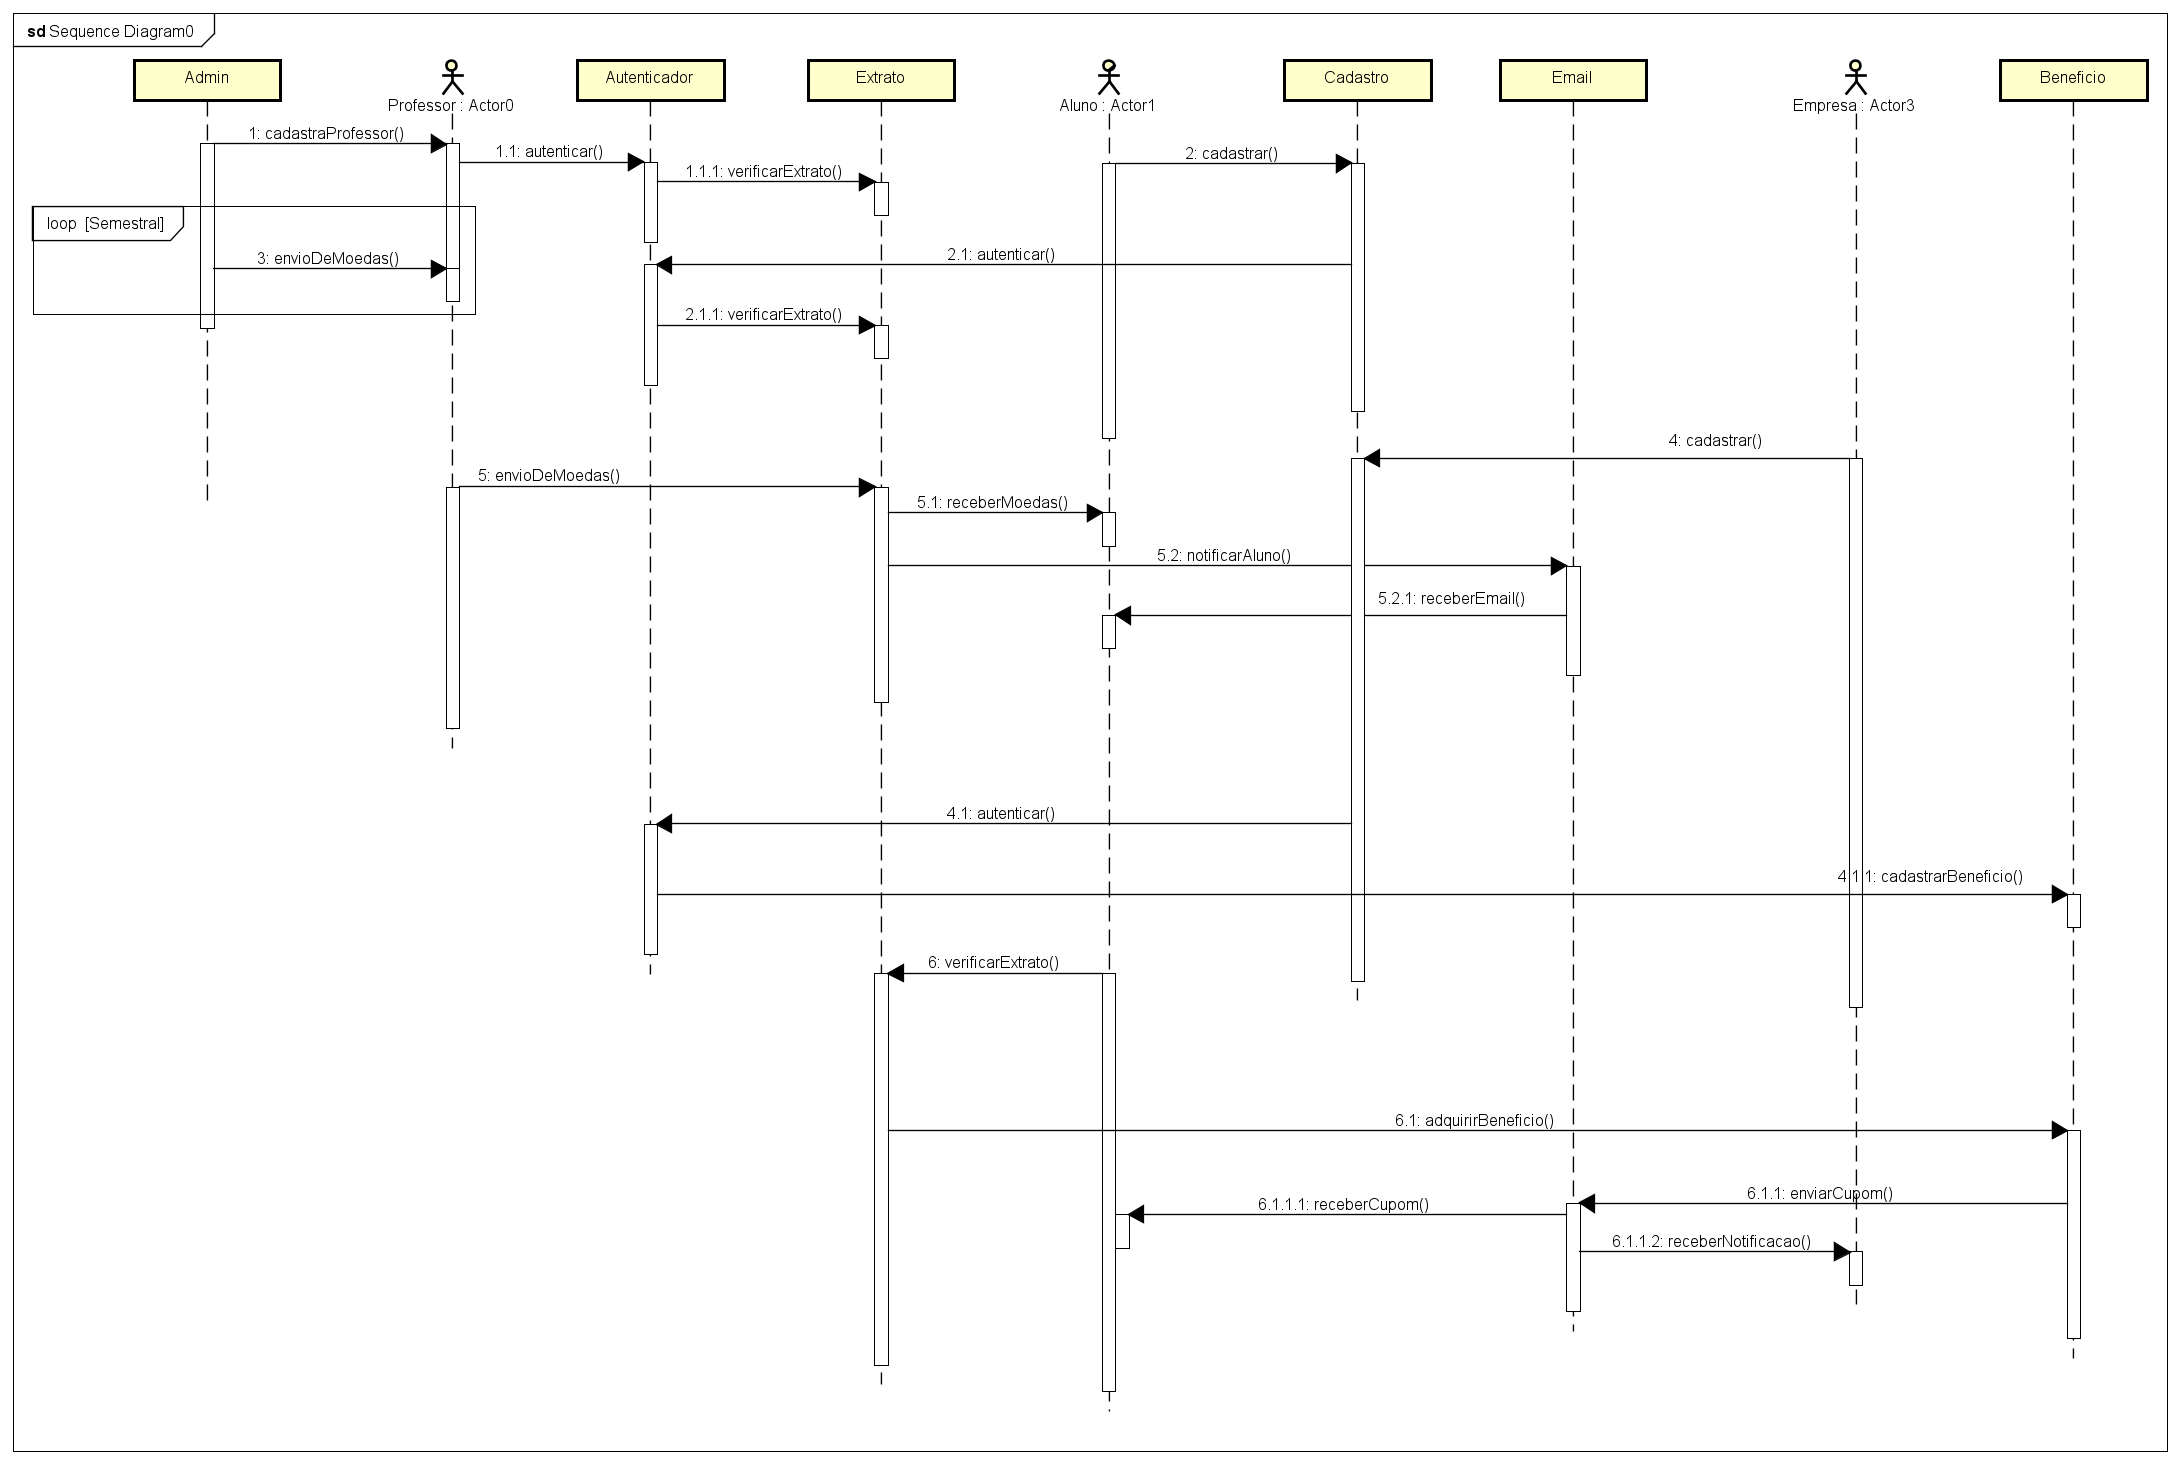 sd Sequence Diagram0
Admin
Professor : Actor0
Autenticador
Extrato
Aluno : Actor1
Cadastro
Email
Empresa : Actor3
Beneficio
1: cadastraProfessor()
1.1: autenticar()
2: cadastrar()
1.1.1: verificarExtrato()
loop [Semestral]
3: envioDeMoedas()
2.1: autenticar()
2.1.1: verificarExtrato()
4: cadastrar()
5: envioDeMoedas()
5.1: receberMoedas()
5.2: notificarAluno()
5.2.1: receberEmail()
4.1: autenticar()
4.1.1: cadastrarBeneficio()
6: verificarExtrato()
6.1: adquirirBeneficio()
6.1.1: enviarCupom()
6.1.1.1: receberCupom()
6.1.1.2: receberNotificacao()